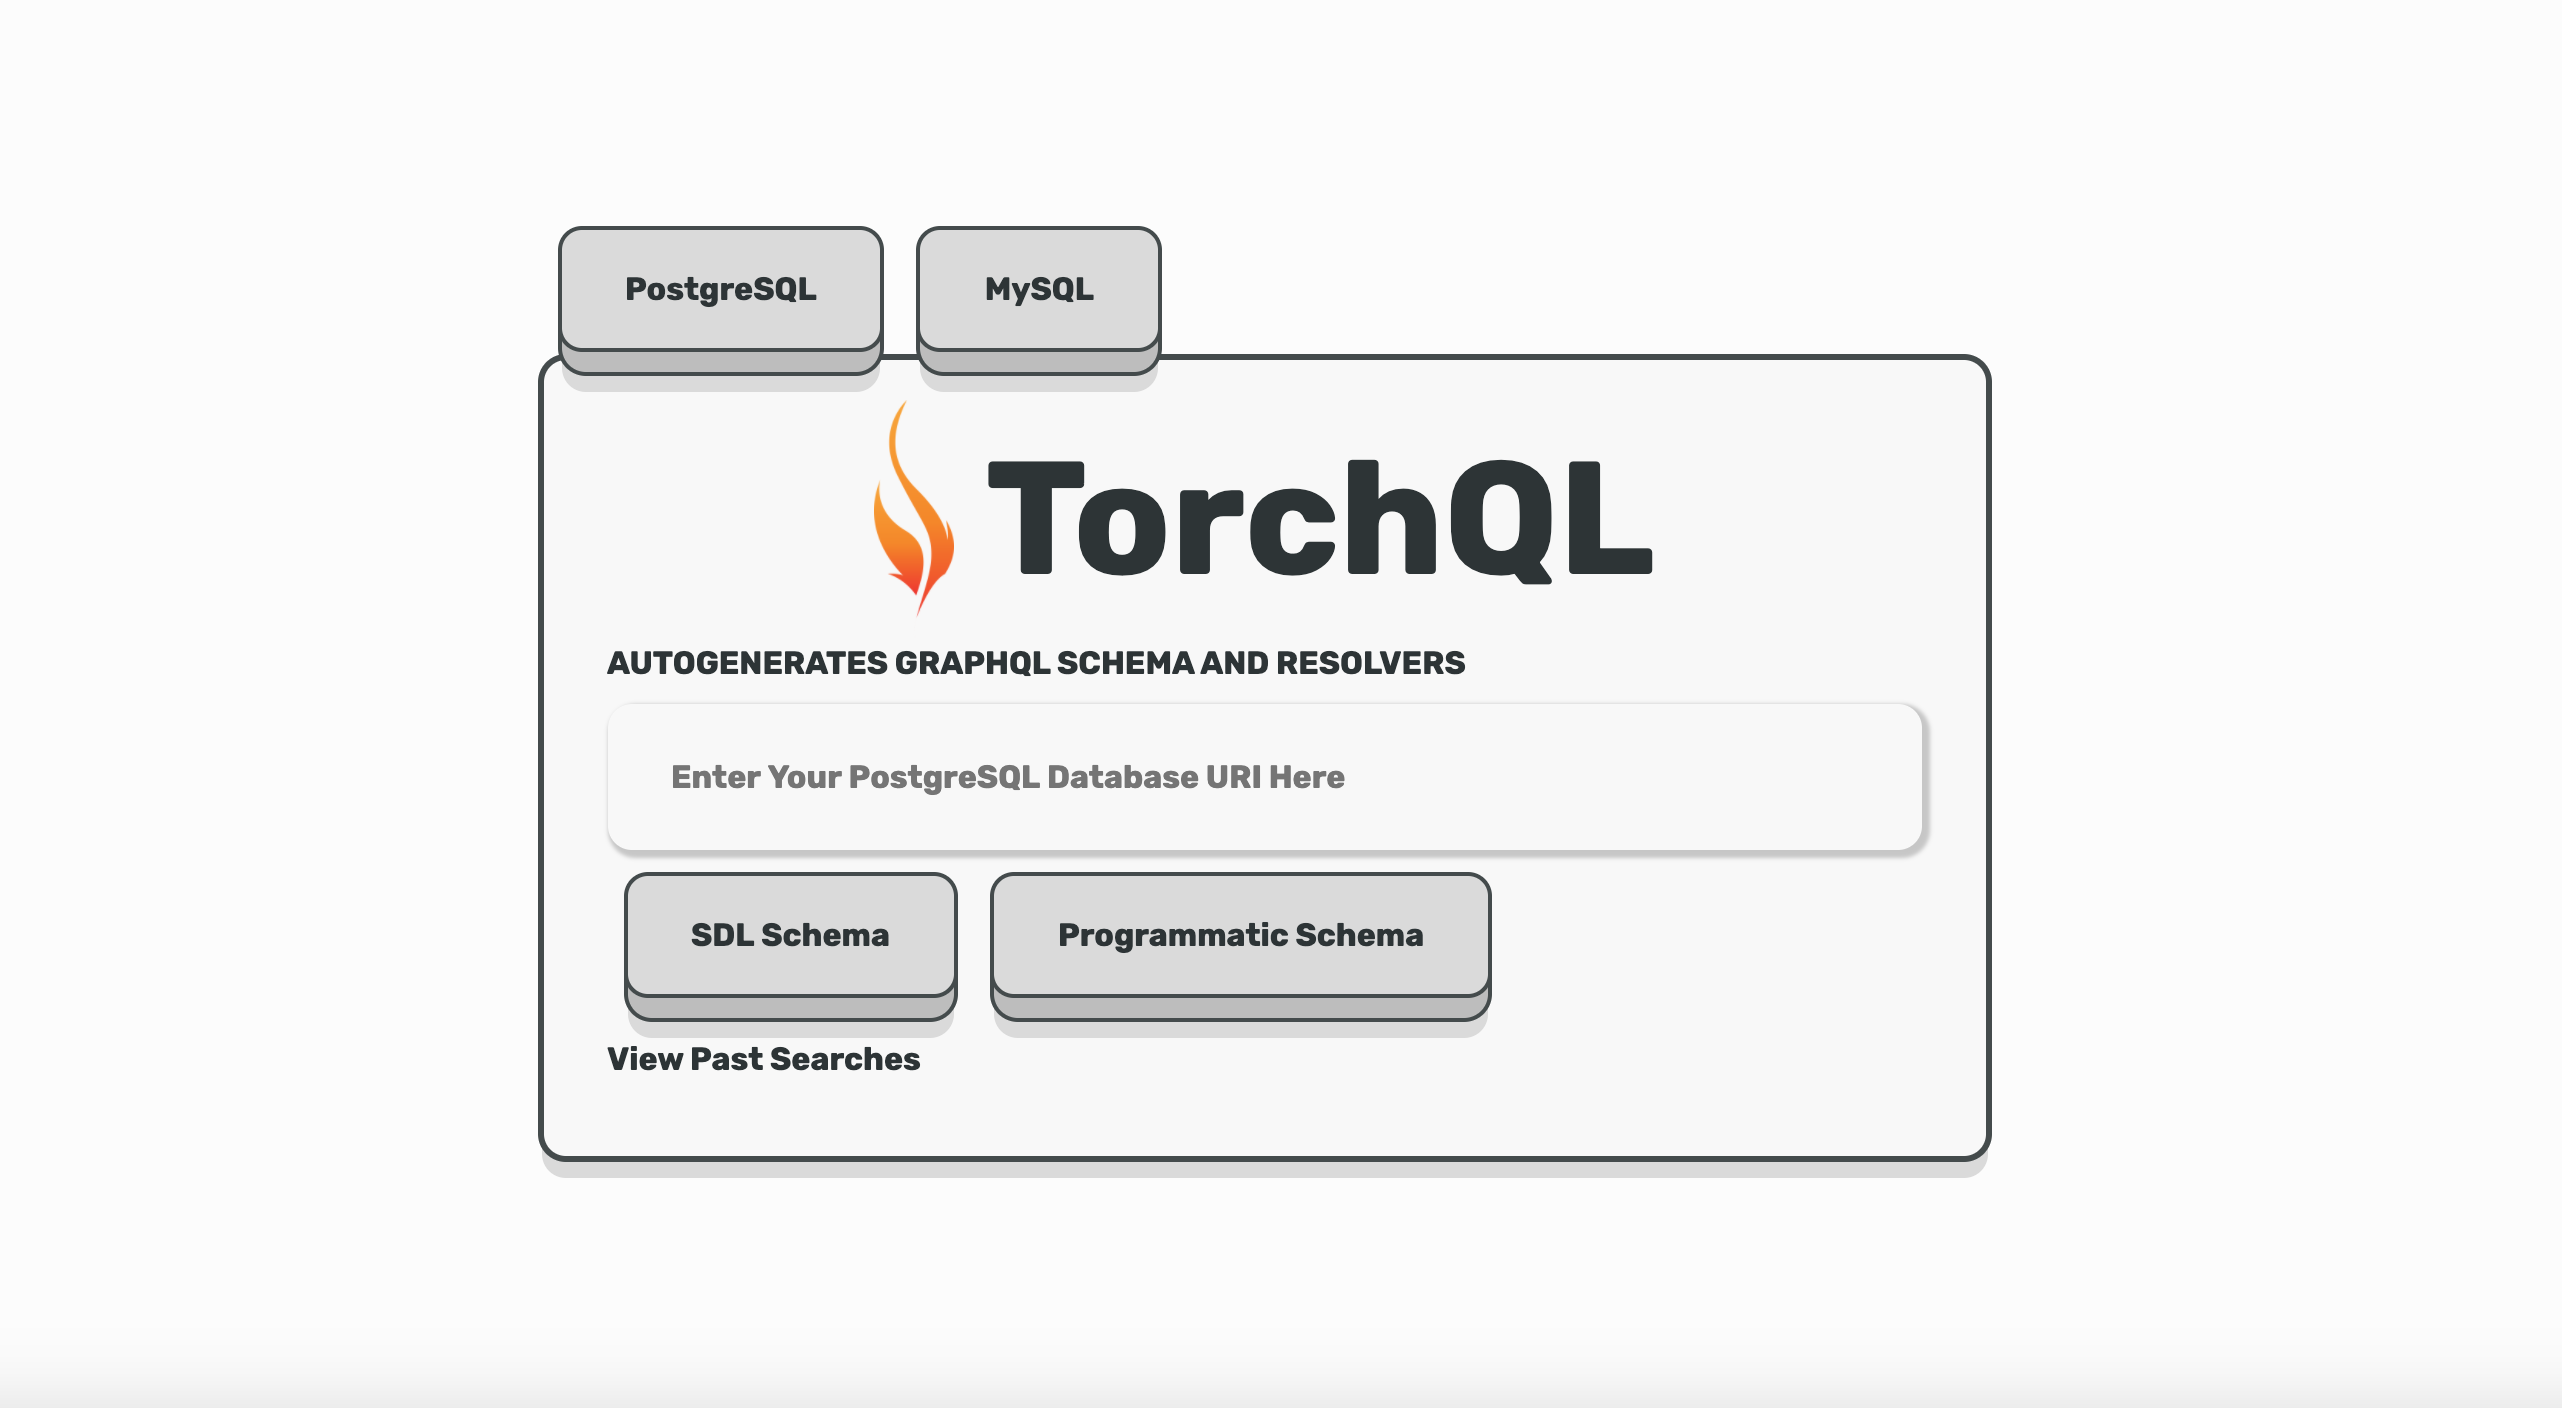 PostgreSQL
MySQL
TorchQL
AUTOGENERATES GRAPHQL SCHEMA AND RESOLVERS
Enter Your PostgreSQL Database URI Here
SDL Schema
Programmatic Schema
View Past Searches